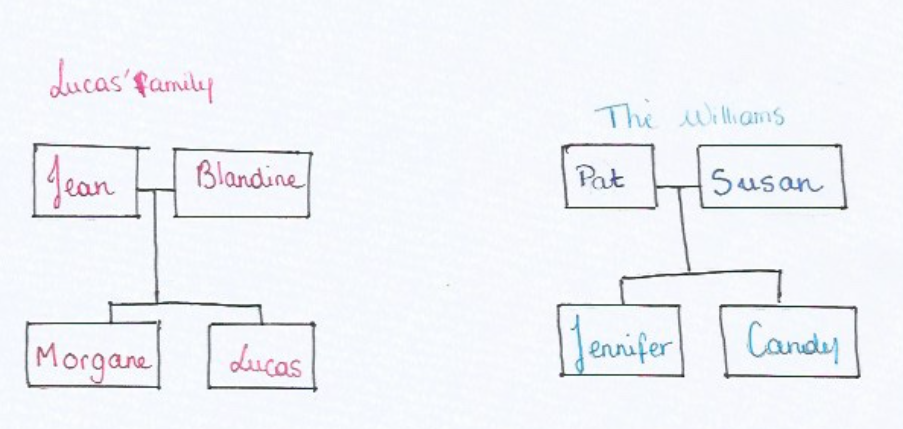 Lucas' family
Jean
Blandine
Morgane
Lucas
The Williams
Pat
Susan
Jennifer
Candy